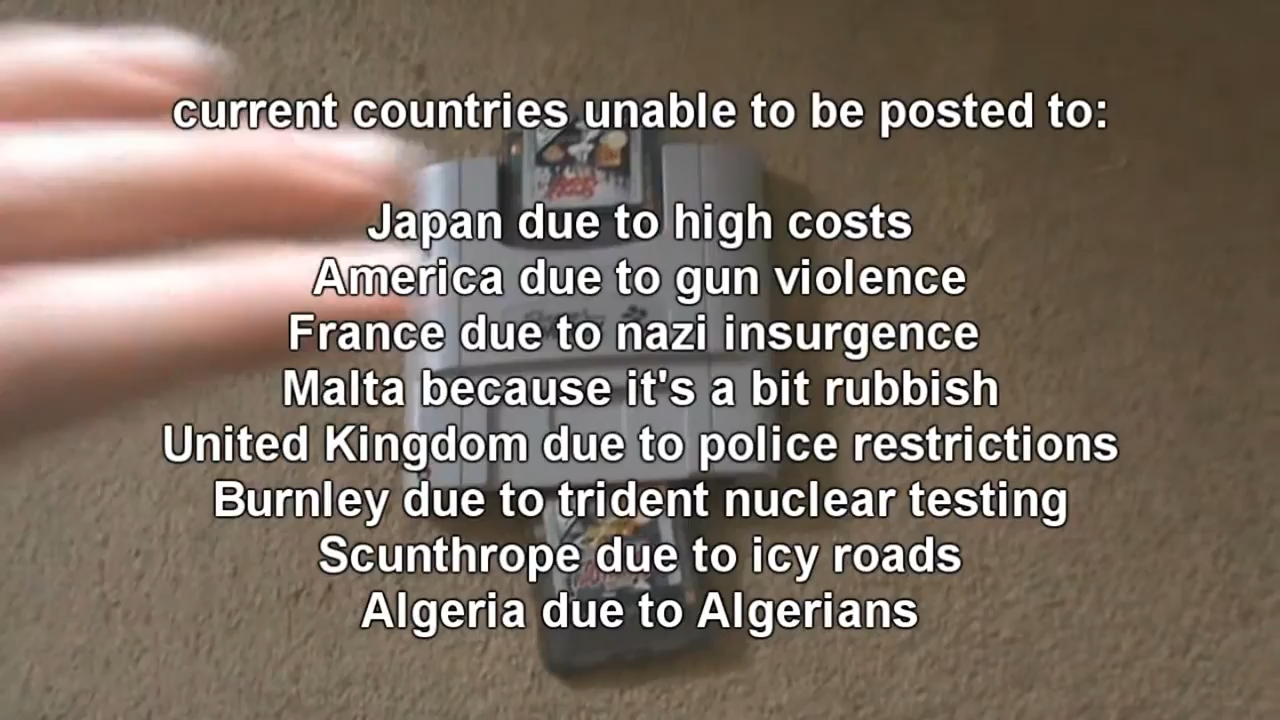 current countries unable to be posted to:
Japan due to high costs
America due to gun violence
France due to nazi insurgence
Malta because it's a bit rubbish
United Kingdom due to police restrictions
Burnley due to trident nuclear testing
Scunthrope due to icy roads
Algeria due to Algerians